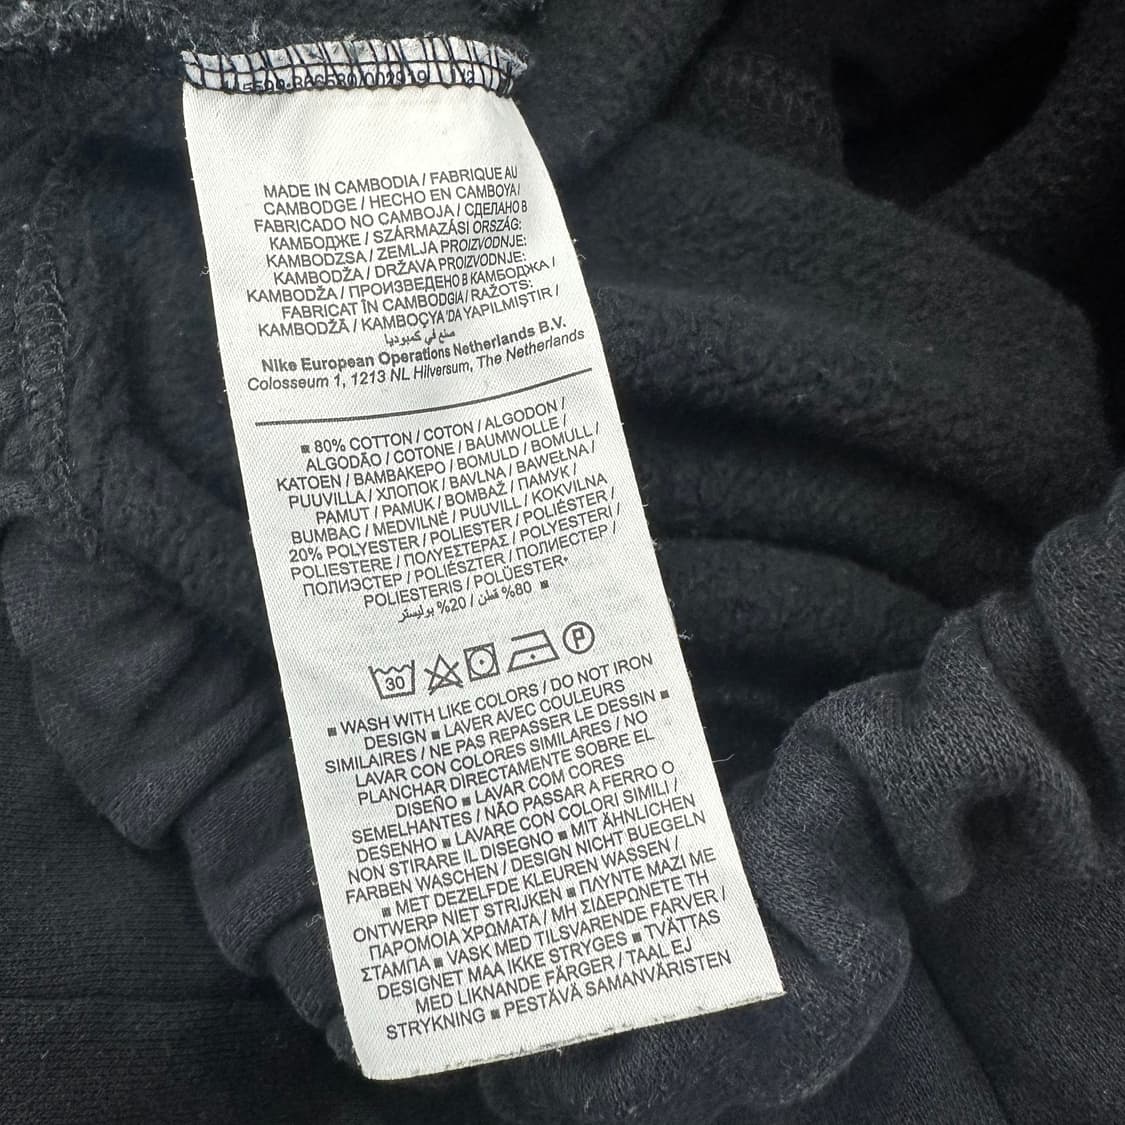 MADE IN CAMBODIA / FABRIQUE AU
CAMBODGE / HECHO EN CAMBOYA /
FABRICADO NO CAMBOJA / СДЕЛАНО В
КАМБОДЖЕ / SZÁRMAZÁSI ORSZÁG:
KAMBODZSA / ZEMLJA PROIZVODNJE:
KAMBODŽA / DRŽAVA PROIZVODNJE:
KAMBODŽA / ПРОИЗВЕДЕНО В КАМБОДЖА /
FABRICAT ÎN CAMBODGIA / RAŽOTS:
KAMBODŽĀ / KAMBOÇYA'DA YAPILMIŞTIR /
صنع في كمبوديا
Nike European Operations Netherlands B.V.
Colosseum 1, 1213 NL Hilversum, The Netherlands
■ 80% COTTON / COTON / ALGODON /
ALGODÃO / COTONE / BAUMWOLLE /
KATOEN / ΒΑΜΒΑΚΕΡΟ / BOMULD / BOMULL /
PUUVILLA / ХЛОПОК / BAVLNA / BAWEŁNA /
PAMUT / PAMUK / BOMBAŽ / ПАМУК /
BUMBAC / MEDVILNĖ / PUUVILL / KOKVILNA
20% POLYESTER / POLIESTER / POLIÉSTER /
POLIESTERE / ΠΟΛΥΕΣΤΕΡΑΣ / POLYESTERI /
ПОЛИЭСТЕР / POLIÉSZTER / ПОЛИЕСТЕР /
POLIESTERIS / POLÜESTER*
80% قطن / 20% بوليستر ■
30 P
■ WASH WITH LIKE COLORS / DO NOT IRON
DESIGN ■ LAVER AVEC COULEURS
SIMILAIRES / NE PAS REPASSER LE DESSIN ■
LAVAR CON COLORES SIMILARES / NO
PLANCHAR DIRECTAMENTE SOBRE EL
DISEÑO ■ LAVAR COM CORES
SEMELHANTES / NÃO PASSAR A FERRO O
DESENHO ■ LAVARE CON COLORI SIMILI /
NON STIRARE IL DISEGNO ■ MIT ÄHNLICHEN
FARBEN WASCHEN / DESIGN NICHT BUEGELN
■ MET DEZELFDE KLEUREN WASSEN /
ONTWERP NIET STRIJKEN ■ ΠΛΥΝΤΕ ΜΑΖΙ ΜΕ
ΠΑΡΟΜΟΙΑ ΧΡΩΜΑΤΑ / ΜΗ ΣΙΔΕΡΩΝΕΤΕ ΤΗ
ΣΤΑΜΠΑ ■ VASK MED TILSVARENDE FARVER /
DESIGNET MAA IKKE STRYGES ■ TVÄTTAS
MED LIKNANDE FÄRGER / TAAL EJ
STRYKNING ■ PESTÄVÄ SAMANVÄRISTEN